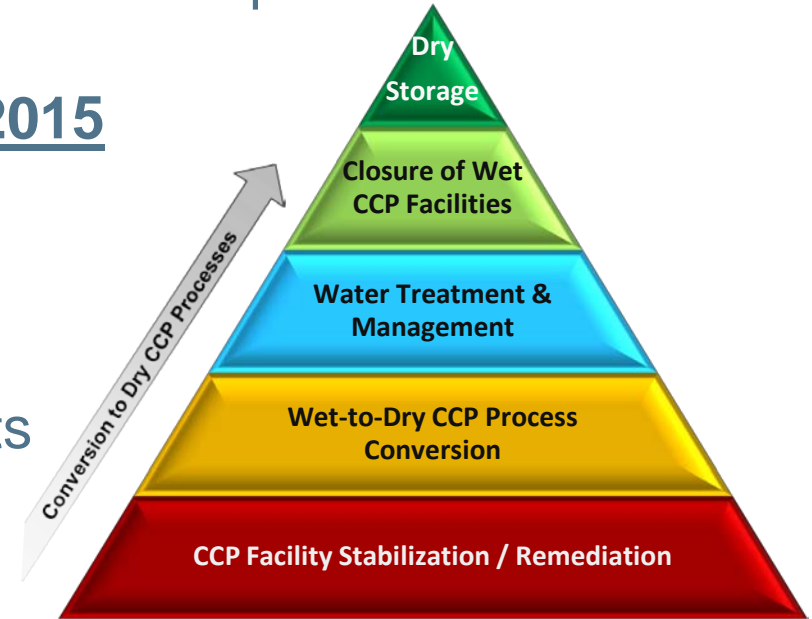 2015
ts
Conversion to Dry CCP Processes
Dry
Storage
Closure of Wet
CCP Facilities
Water Treatment &
Management
Wet-to-Dry CCP Process
Conversion
CCP Facility Stabilization / Remediation